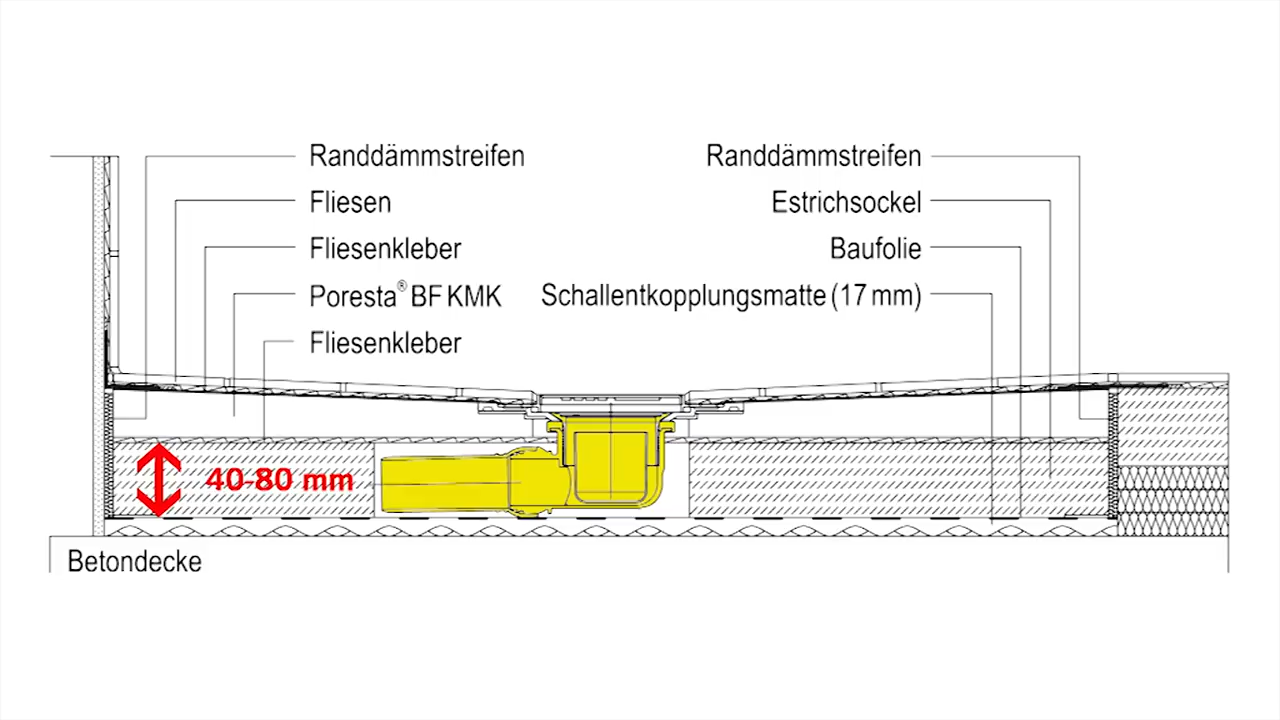 Randdämmstreifen
Fliesen
Fliesenkleber
Poresta® BF KMK
Fliesenkleber
Randdämmstreifen
Estrichsockel
Baufolie
Schallentkopplungsmatte (17 mm)
40-80 mm
Betondecke